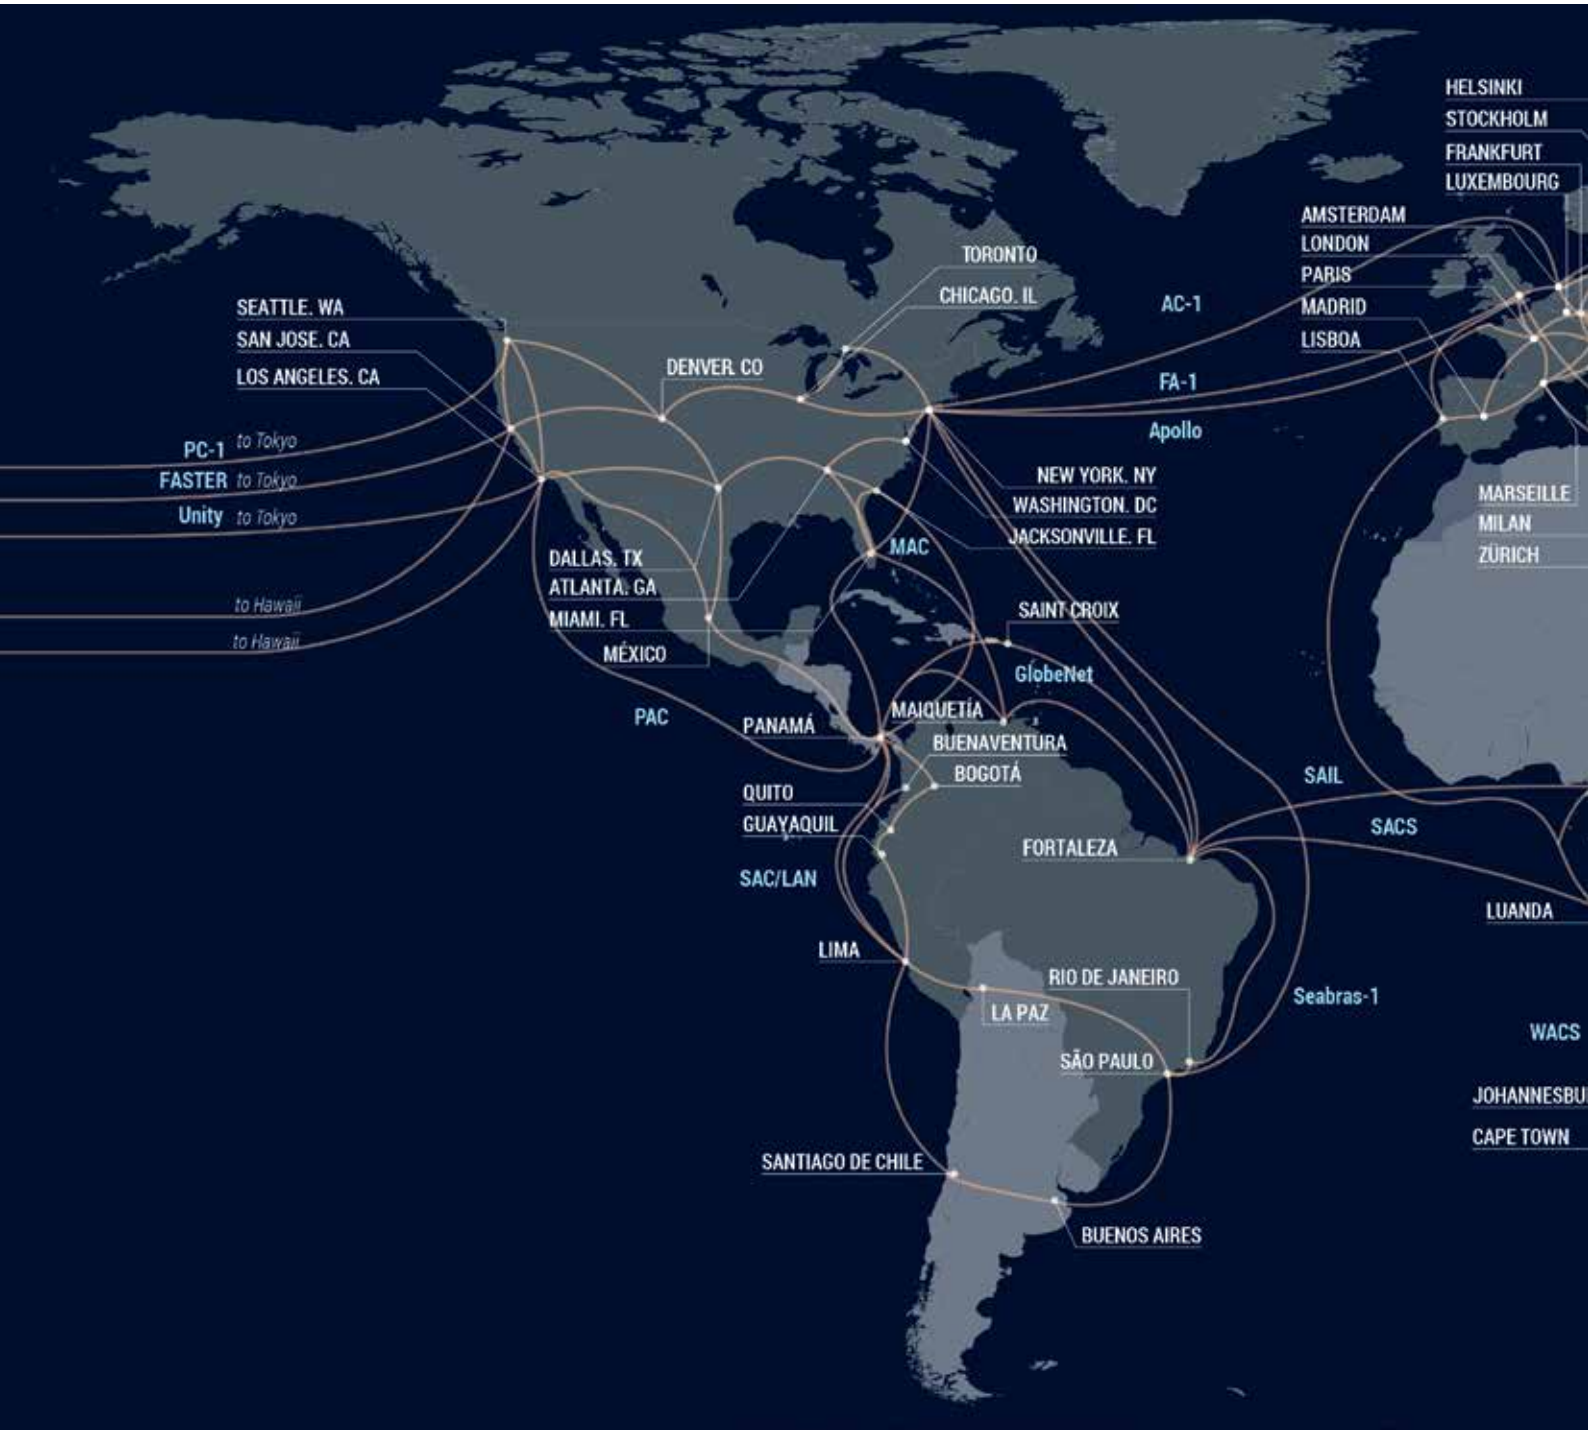 HELSINKI
STOCKHOLM
FRANKFURT
LUXEMBOURG
AMSTERDAM
LONDON
PARIS
MADRID
LISBOA
TORONTO
CHICAGO. IL
AC-1
SEATTLE. WA
SAN JOSE. CA
LOS ANGELES. CA
DENVER. CO
FA-1
Apollo
PC-1 to Tokyo
FASTER to Tokyo
Unity to Tokyo
NEW YORK. NY
WASHINGTON. DC
JACKSONVILLE. FL
MARSEILLE
MILAN
ZÜRICH
MAC
DALLAS. TX
ATLANTA. GA
MIAMI. FL
MÉXICO
to Hawaii
to Hawaii
SAINT CROIX
GlobeNet
PAC
PANAMÁ
MAIQUETÍA
BUENAVENTURA
BOGOTÁ
QUITO
GUAYAQUIL
SAIL
SACS
FORTALEZA
SAC/LAN
LUANDA
LIMA
RIO DE JANEIRO
LA PAZ
Seabras-1
WACS
SÃO PAULO
JOHANNESBU
CAPE TOWN
SANTIAGO DE CHILE
BUENOS AIRES